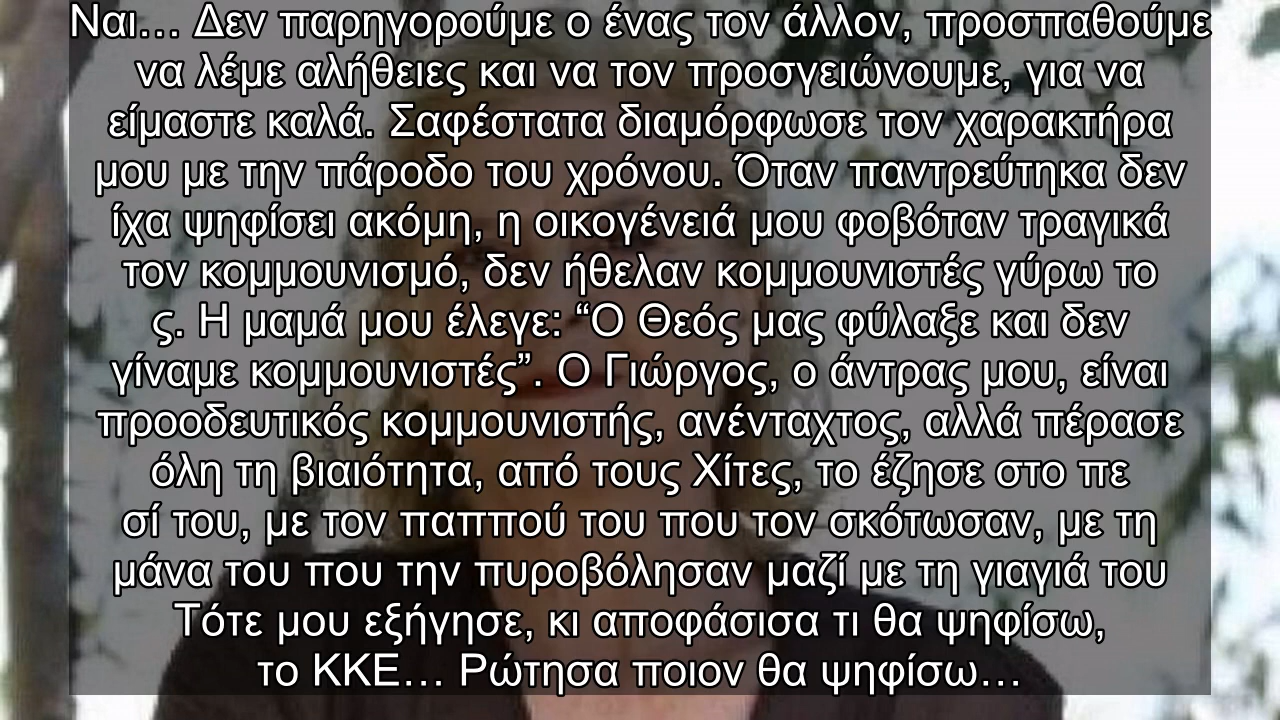 Ναι… Δεν παρηγορούμε ο ένας τον άλλον, προσπαθούμε
να λέμε αλήθειες και να τον προσγειώνουμε, για να
είμαστε καλά. Σαφέστατα διαμόρφωσε τον χαρακτήρα
μου με την πάροδο του χρόνου. Όταν παντρεύτηκα δεν
ίχα ψηφίσει ακόμη, η οικογένειά μου φοβόταν τραγικά
τον κομμουνισμό, δεν ήθελαν κομμουνιστές γύρω το
ς. Η μαμά μου έλεγε: “Ο Θεός μας φύλαξε και δεν
γίναμε κομμουνιστές”. Ο Γιώργος, ο άντρας μου, είναι
προοδευτικός κομμουνιστής, ανένταχτος, αλλά πέρασε
όλη τη βιαιότητα, από τους Χίτες, το έζησε στο πε
σί του, με τον παππού του που τον σκότωσαν, με τη
μάνα του που την πυροβόλησαν μαζί με τη γιαγιά του
Τότε μου εξήγησε, κι αποφάσισα τι θα ψηφίσω,
το ΚΚΕ… Ρώτησα ποιον θα ψηφίσω…